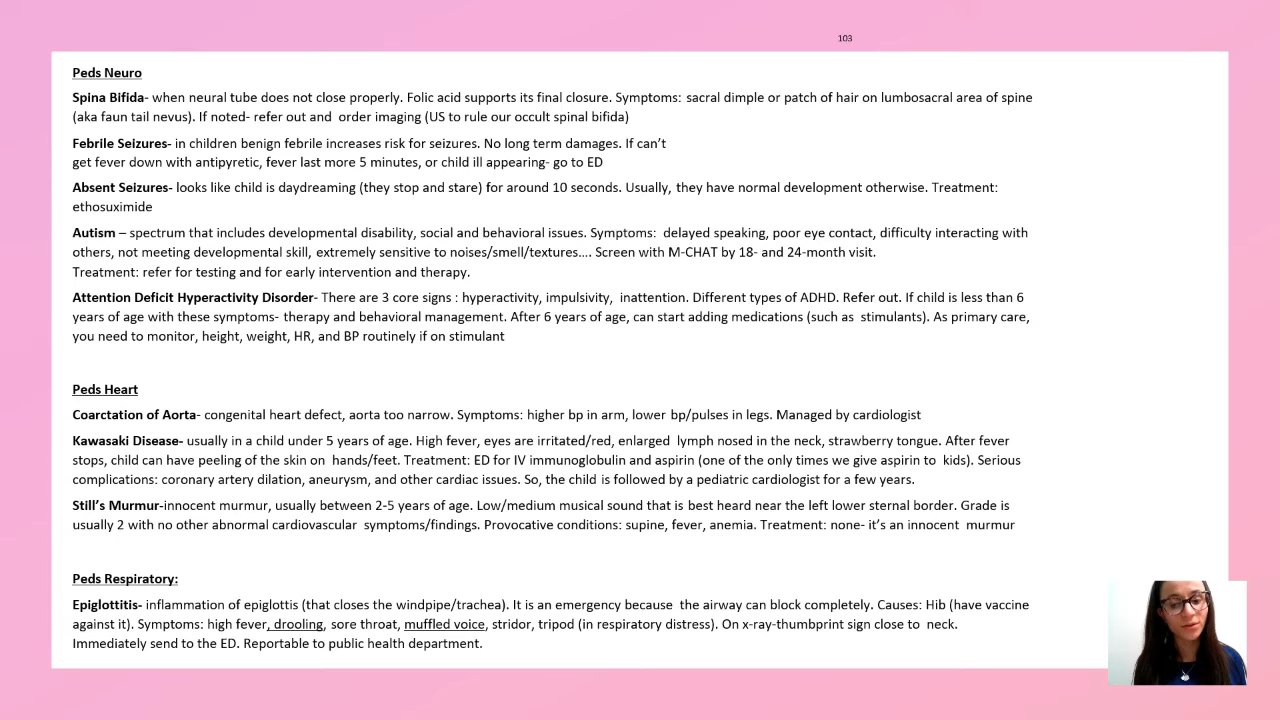 103
Peds Neuro
Spina Bifida- when neural tube does not close properly. Folic acid supports its final closure. Symptoms: sacral dimple or patch of hair on lumbosacral area of spine
(aka faun tail nevus). If noted- refer out and order imaging (US to rule our occult spinal bifida)
Febrile Seizures- in children benign febrile increases risk for seizures. No long term damages. If can't
get fever down with antipyretic, fever last more 5 minutes, or child ill appearing- go to ED
Absent Seizures- looks like child is daydreaming (they stop and stare) for around 10 seconds. Usually, they have normal development otherwise. Treatment:
ethosuximide
Autism – spectrum that includes developmental disability, social and behavioral issues. Symptoms: delayed speaking, poor eye contact, difficulty interacting with
others, not meeting developmental skill, extremely sensitive to noises/smell/textures…. Screen with M-CHAT by 18- and 24-month visit.
Treatment: refer for testing and for early intervention and therapy.
Attention Deficit Hyperactivity Disorder- There are 3 core signs : hyperactivity, impulsivity, inattention. Different types of ADHD. Refer out. If child is less than 6
years of age with these symptoms- therapy and behavioral management. After 6 years of age, can start adding medications (such as stimulants). As primary care,
you need to monitor, height, weight, HR, and BP routinely if on stimulant
Peds Heart
Coarctation of Aorta- congenital heart defect, aorta too narrow. Symptoms: higher bp in arm, lower bp/pulses in legs. Managed by cardiologist
Kawasaki Disease- usually in a child under 5 years of age. High fever, eyes are irritated/red, enlarged lymph nosed in the neck, strawberry tongue. After fever
stops, child can have peeling of the skin on hands/feet. Treatment: ED for IV immunoglobulin and aspirin (one of the only times we give aspirin to kids). Serious
complications: coronary artery dilation, aneurysm, and other cardiac issues. So, the child is followed by a pediatric cardiologist for a few years.
Still's Murmur-innocent murmur, usually between 2-5 years of age. Low/medium musical sound that is best heard near the left lower sternal border. Grade is
usually 2 with no other abnormal cardiovascular symptoms/findings. Provocative conditions: supine, fever, anemia. Treatment: none- it's an innocent murmur
Peds Respiratory:
Epiglottitis- inflammation of epiglottis (that closes the windpipe/trachea). It is an emergency because the airway can block completely. Causes: Hib (have vaccine
against it). Symptoms: high fever, drooling, sore throat, muffled voice, stridor, tripod (in respiratory distress). On x-ray-thumbprint sign close to neck.
Immediately send to the ED. Reportable to public health department.